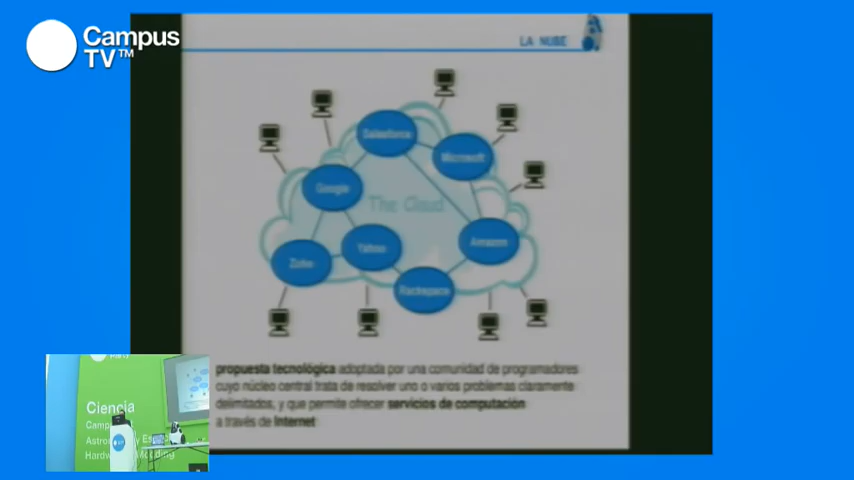 Campus
TV™
LA NUBE
Salesforce
Microsoft
Google
The Cloud
Yahoo
Amazon
Zoho
Rackspace
propuesta tecnológica adoptada por una comunidad de programadores
cuyo núcleo central trata de resolver uno o varios problemas claramente
delimitados, y que permite ofrecer servicios de computación
a través de Internet
Ciencia
Hardware Modding